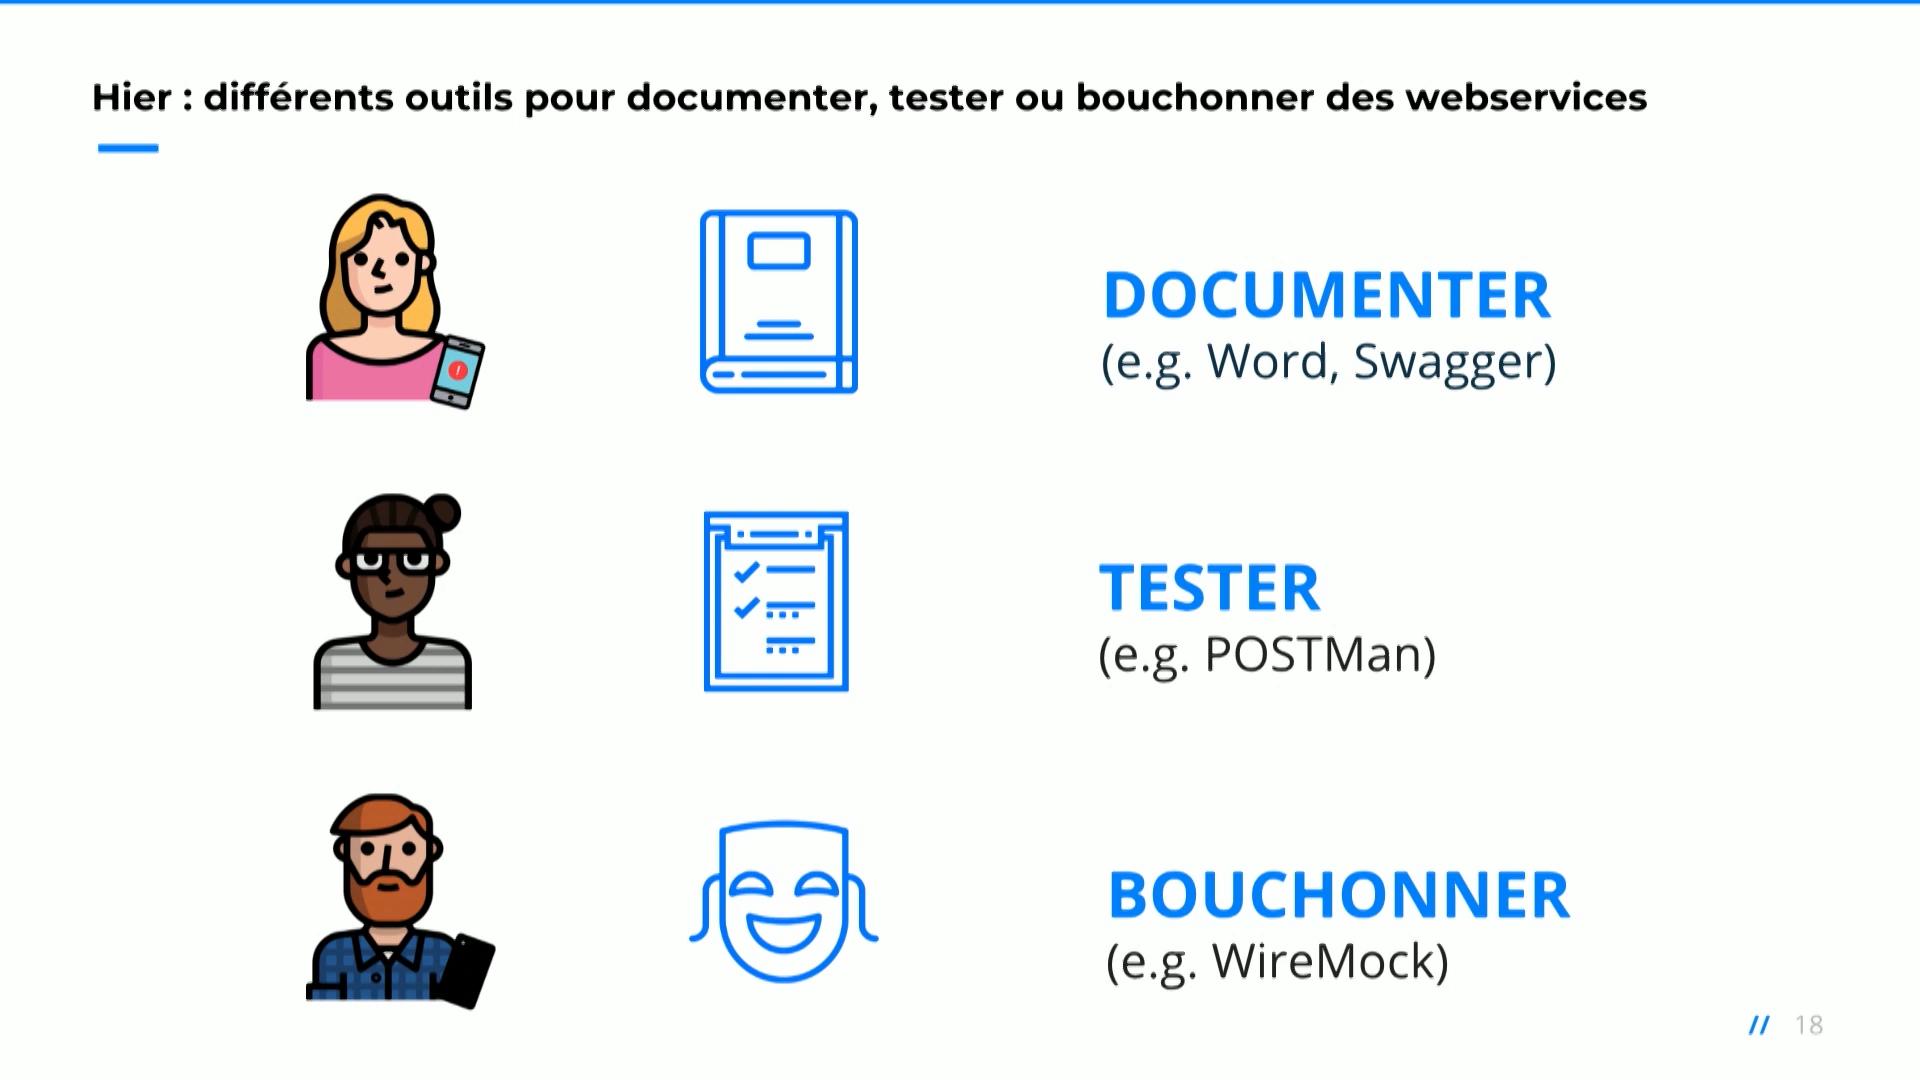 Hier : différents outils pour documenter, tester ou bouchonner des webservices
DOCUMENTER
(e.g. Word, Swagger)
TESTER
(e.g. POSTMan)
BOUCHONNER
(e.g. WireMock)
// 18